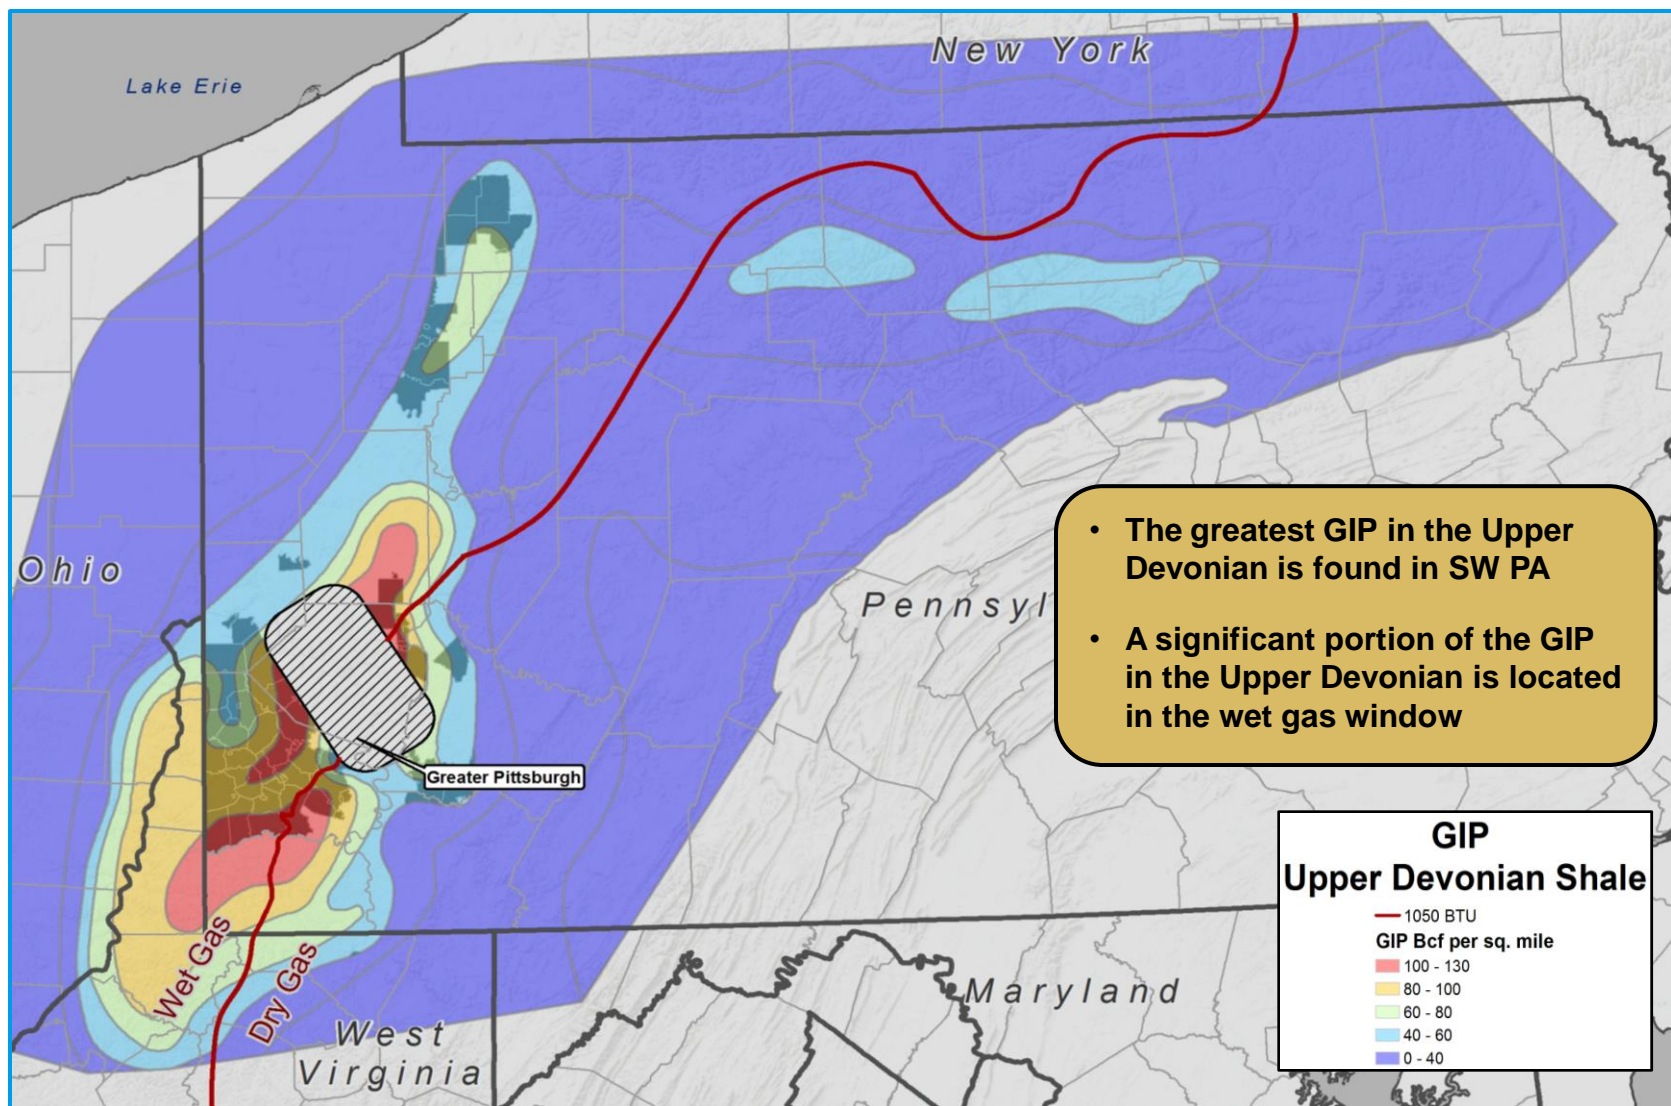 New York
Lake Erie
Ohio
• The greatest GIP in the Upper
Devonian is found in SW PA
Pennsyl
• A significant portion of the GIP
in the Upper Devonian is located
in the wet gas window
Greater Pittsburgh
GIP
Upper Devonian Shale
1050 BTU
GIP Bcf per sq. mile
100 - 130
80 - 100
60 - 80
40 - 60
0 - 40
Wet Gas
Dry Gas
Maryland
West
Virginia